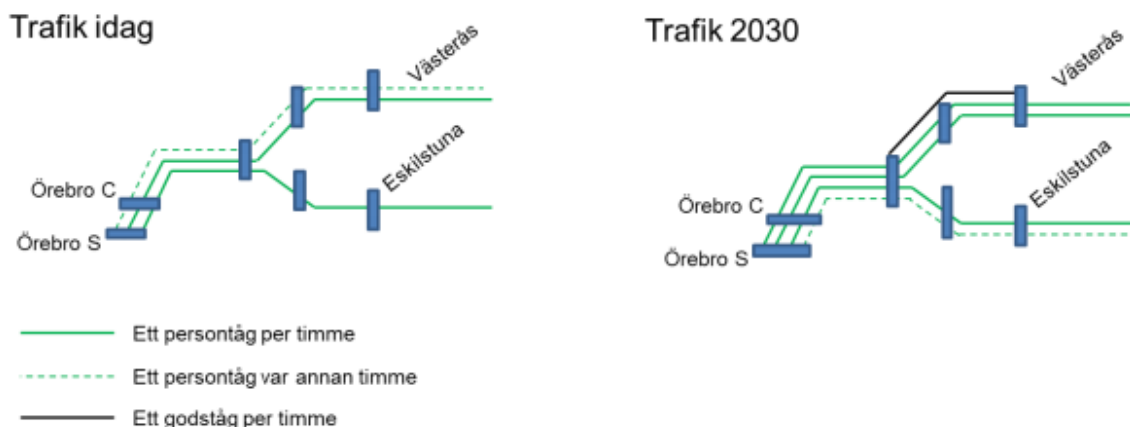 Trafik idag
Västerås
Eskilstuna
Örebro C
Örebro S
Trafik 2030
Västerås
Eskilstuna
Örebro C
Örebro S
Ett persontåg per timme
Ett persontåg var annan timme
Ett godståg per timme